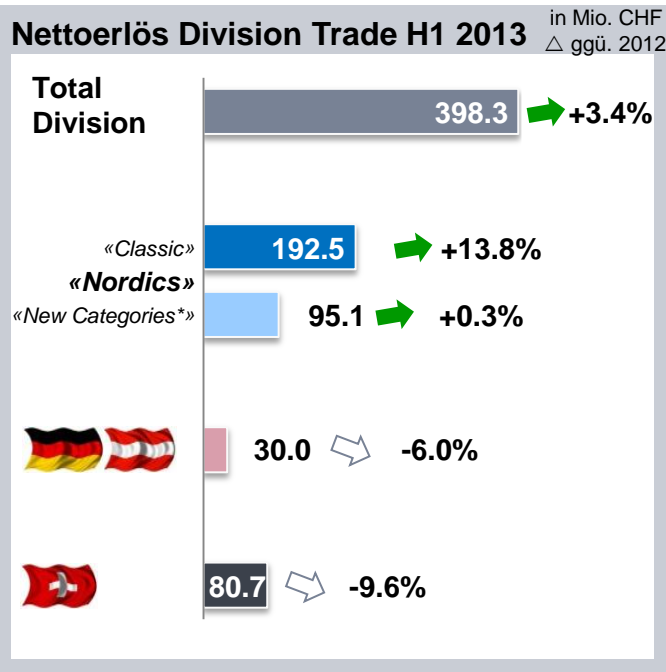 Nettoerlös Division Trade H1 2013
in Mio. CHF
△ ggü. 2012
Total
Division
398.3 +3.4%
«Classic» 192.5 +13.8%
«Nordics»
«New Categories*» 95.1 +0.3%
30.0 -6.0%
80.7 -9.6%